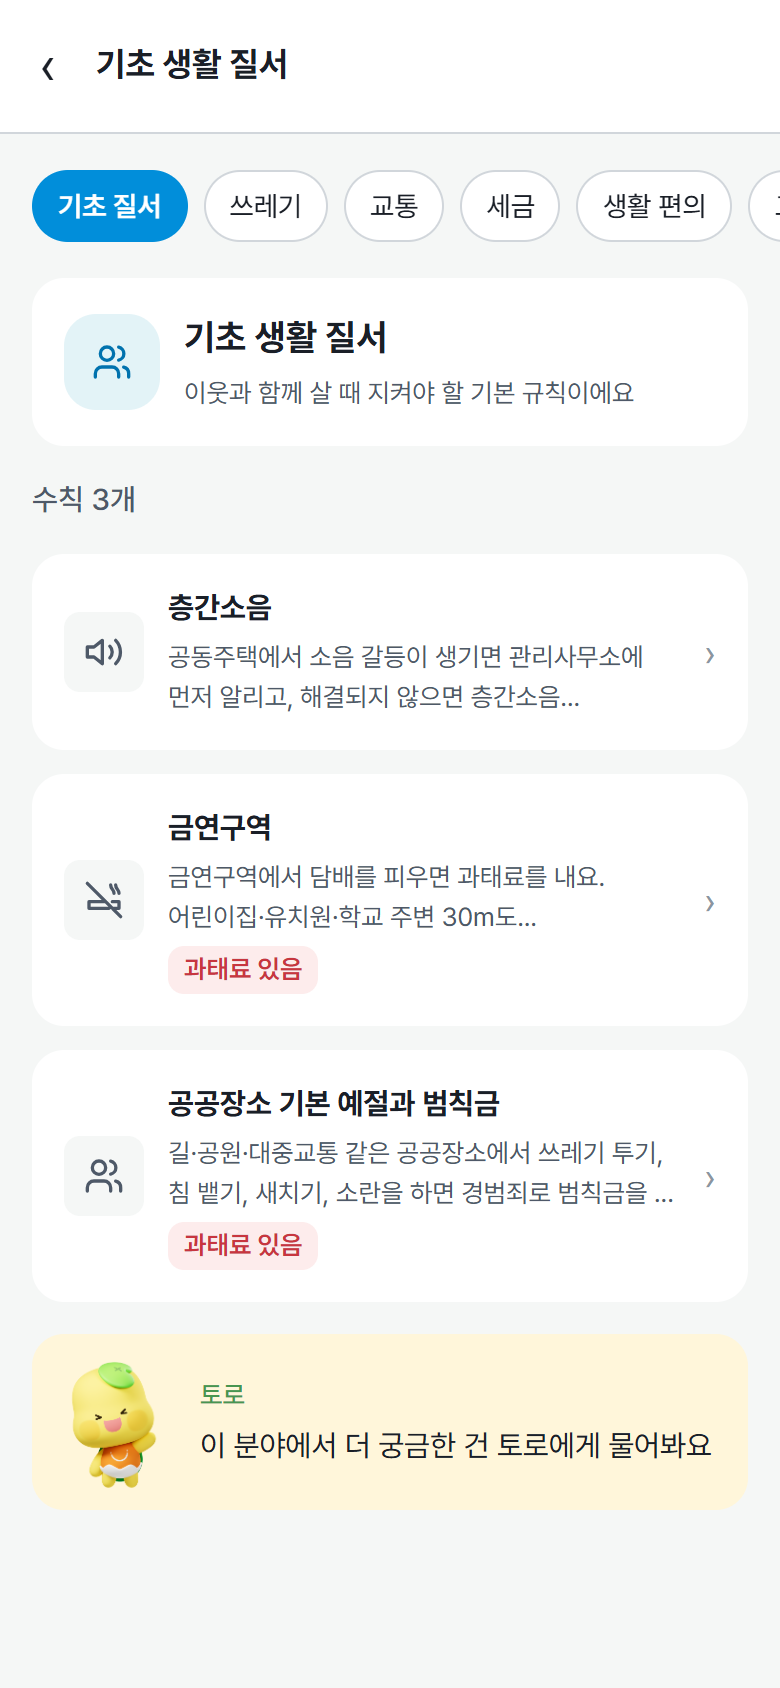 ‹ 기초 생활 질서
기초 질서 쓰레기 교통 세금 생활 편의
기초 생활 질서
이웃과 함께 살 때 지켜야 할 기본 규칙이에요
수칙 3개
층간소음
공동주택에서 소음 갈등이 생기면 관리사무소에
먼저 알리고, 해결되지 않으면 층간소음...
›
금연구역
금연구역에서 담배를 피우면 과태료를 내요.
어린이집·유치원·학교 주변 30m도...
›
과태료 있음
공공장소 기본 예절과 범칙금
길·공원·대중교통 같은 공공장소에서 쓰레기 투기,
침 뱉기, 새치기, 소란을 하면 경범죄로 범칙금을 ...
›
과태료 있음
토로
이 분야에서 더 궁금한 건 토로에게 물어봐요